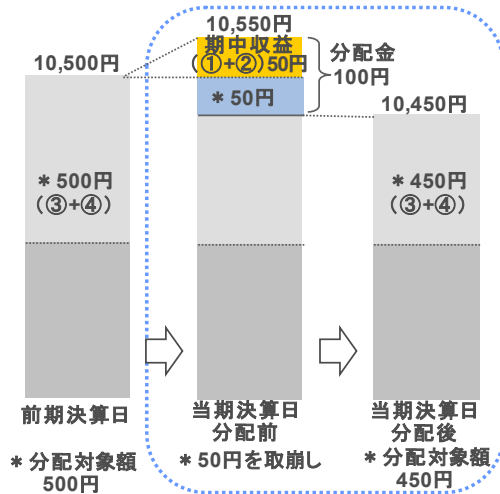 10,550円
期中収益
(①+②)50円
分配金
100円
10,500円
＊50円
10,450円
＊500円
(③+④)
＊450円
(③+④)
前期決算日
当期決算日
分配前
当期決算日
分配後
＊分配対象額
500円
＊50円を取崩し
＊分配対象額
450円